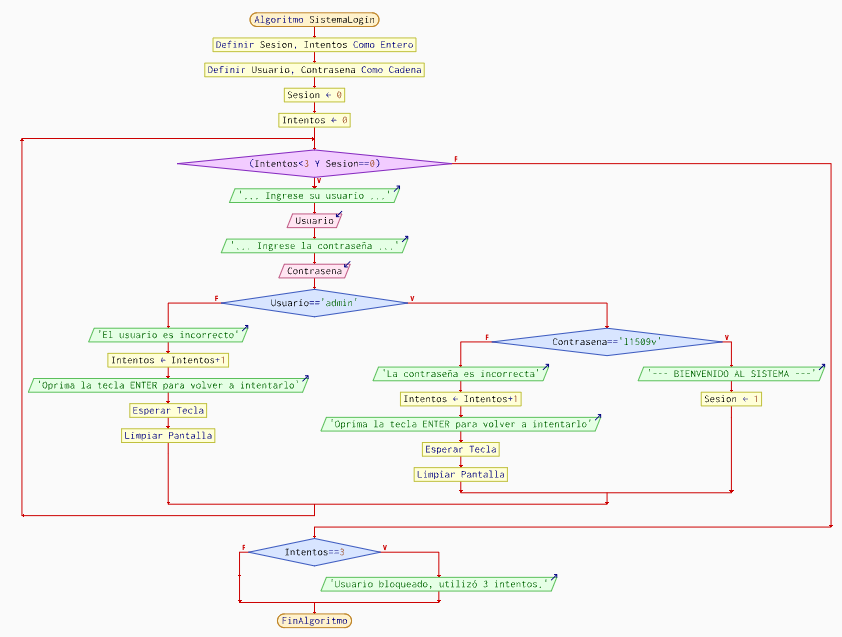 Algoritmo SistemaLogin
Definir Sesion, Intentos Como Entero
Definir Usuario, Contrasena Como Cadena
Sesion ← 0
Intentos ← 0
(Intentos<3 Y Sesion==0)
F
V
'... Ingrese su usuario ...'
Usuario
'... Ingrese la contraseña ...'
Contrasena
Usuario=='admin'
F
V
'El usuario es incorrecto'
Intentos ← Intentos+1
'Oprima la tecla ENTER para volver a intentarlo'
Esperar Tecla
Limpiar Pantalla
Contrasena=='l1509v'
F
V
'La contraseña es incorrecta'
Intentos ← Intentos+1
'Oprima la tecla ENTER para volver a intentarlo'
Esperar Tecla
Limpiar Pantalla
'--- BIENVENIDO AL SISTEMA ---'
Sesion ← 1
Intentos==3
F
V
'Usuario bloqueado, utilizó 3 intentos.'
FinAlgoritmo